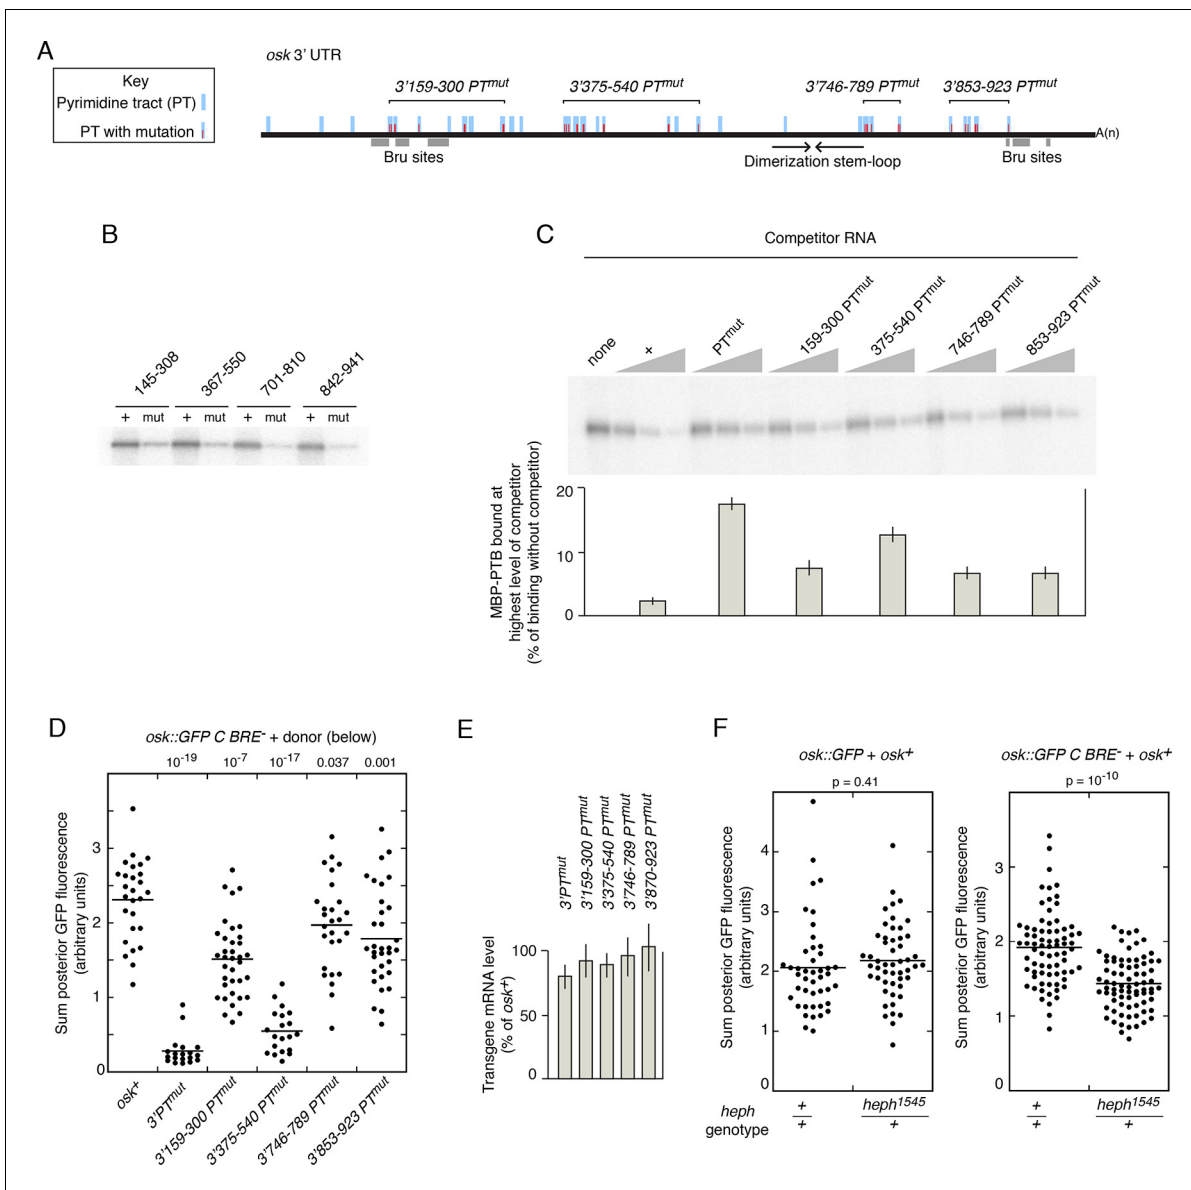 A
osk 3' UTR
Key
Pyrimidine tract (PT)
PT with mutation
3'159-300 PTmut
3'375-540 PTmut
3'746-789 PTmut
3'853-923 PTmut
A(n)
Bru sites
Dimerization stem-loop
Bru sites
B
145-308
367-550
701-810
842-941
+ mut + mut + mut + mut
C
Competitor RNA
none
+
PTmut
159-300 PTmut
375-540 PTmut
746-789 PTmut
853-923 PTmut
MBP-PTB bound at
highest level of competitor
(% of binding without competitor)
20
10
0
D
osk::GFP C BRE- + donor (below)
10-19 10-7 10-17 0.037 0.001
Sum posterior GFP fluorescence
(arbitrary units)
3
2
1
0
osk+
3'PTmut
3'159-300 PTmut
3'375-540 PTmut
3'746-789 PTmut
3'853-923 PTmut
E
3'PTmut
3'159-300 PTmut
3'375-540 PTmut
3'746-789 PTmut
3'870-923 PTmut
Transgene mRNA level
(% of osk+)
100
50
0
F
osk::GFP + osk+
p = 0.41
Sum posterior GFP fluorescence
(arbitrary units)
4
3
2
1
0
osk::GFP C BRE- + osk+
p = 10-10
Sum posterior GFP fluorescence
(arbitrary units)
3
2
1
0
heph
genotype
+
+
heph1545
+
+
+
heph1545
+